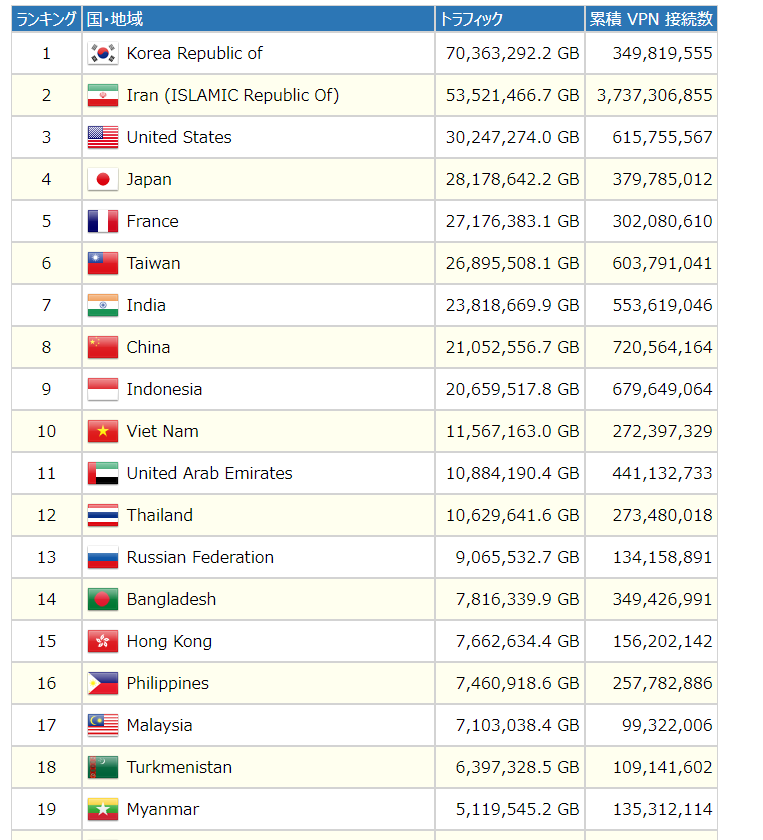 ランキング 国・地域 トラフィック 累積 VPN 接続数
1 Korea Republic of 70,363,292.2 GB 349,819,555
2 Iran (ISLAMIC Republic Of) 53,521,466.7 GB 3,737,306,855
3 United States 30,247,274.0 GB 615,755,567
4 Japan 28,178,642.2 GB 379,785,012
5 France 27,176,383.1 GB 302,080,610
6 Taiwan 26,895,508.1 GB 603,791,041
7 India 23,818,669.9 GB 553,619,046
8 China 21,052,556.7 GB 720,564,164
9 Indonesia 20,659,517.8 GB 679,649,064
10 Viet Nam 11,567,163.0 GB 272,397,329
11 United Arab Emirates 10,884,190.4 GB 441,132,733
12 Thailand 10,629,641.6 GB 273,480,018
13 Russian Federation 9,065,532.7 GB 134,158,891
14 Bangladesh 7,816,339.9 GB 349,426,991
15 Hong Kong 7,662,634.4 GB 156,202,142
16 Philippines 7,460,918.6 GB 257,782,886
17 Malaysia 7,103,038.4 GB 99,322,006
18 Turkmenistan 6,397,328.5 GB 109,141,602
19 Myanmar 5,119,545.2 GB 135,312,114